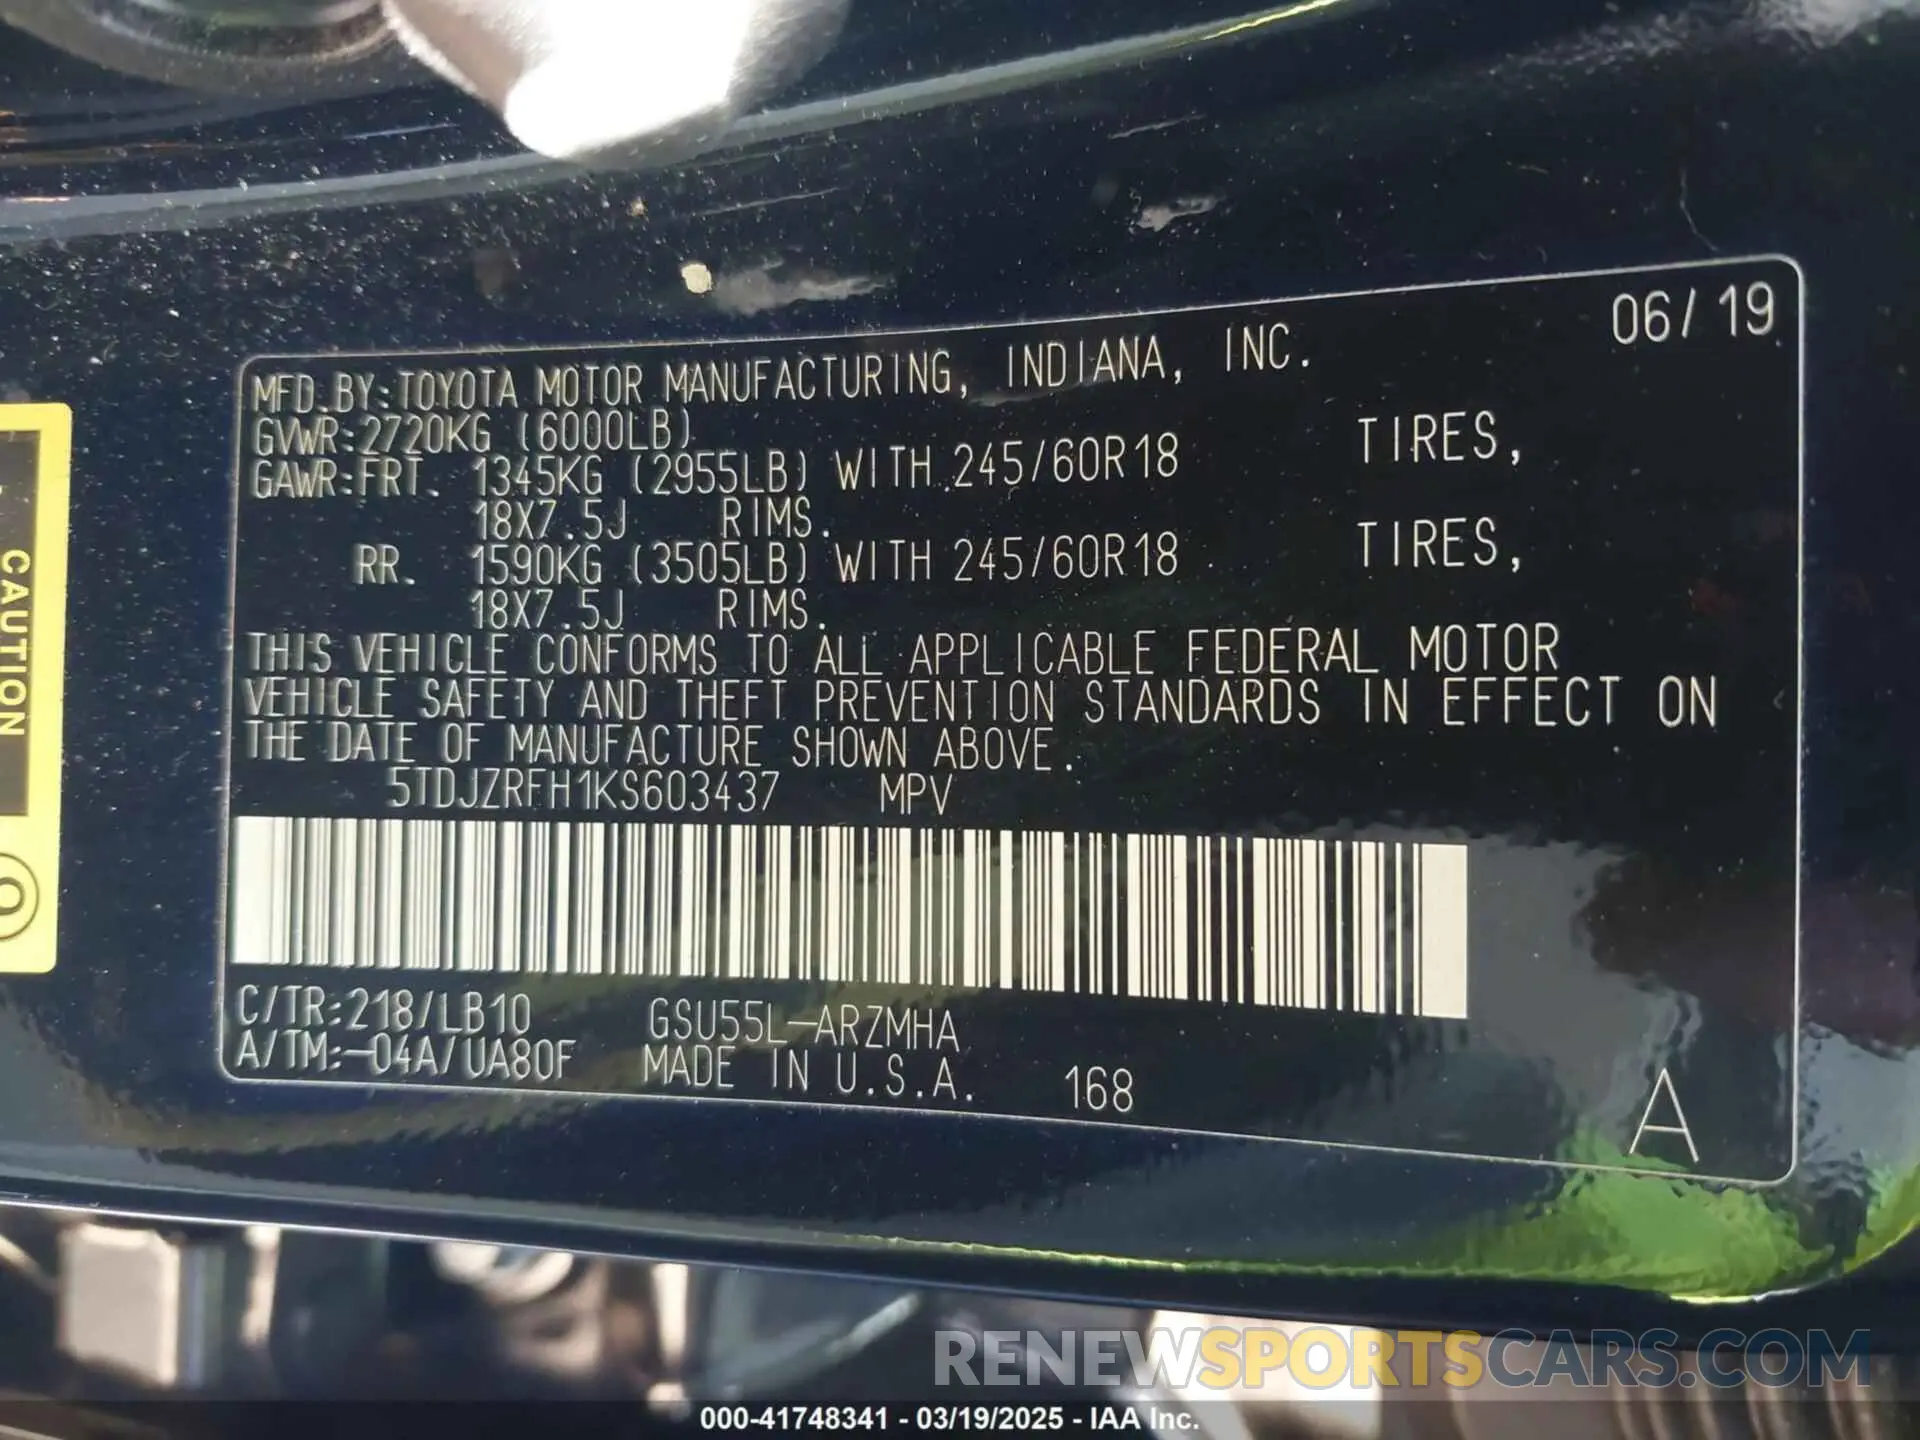 06/19
MFD.BY:TOYOTA MOTOR MANUFACTURING, INDIANA, INC.
GVWR:2720KG (6000LB)
GAWR:FRT. 1345KG (2955LB) WITH 245/60R18 TIRES,
18X7.5J RIMS.
RR. 1590KG (3505LB) WITH 245/60R18 TIRES,
18X7.5J RIMS.
THIS VEHICLE CONFORMS TO ALL APPLICABLE FEDERAL MOTOR
VEHICLE SAFETY AND THEFT PREVENTION STANDARDS IN EFFECT ON
THE DATE OF MANUFACTURE SHOWN ABOVE.
5TDJZRFH1KS603437 MPV
C/TR:218/LB10 GSU55L-ARZMHA
A/TM:-04A/UA80F MADE IN U.S.A. 168
A
CAUTION
RENEWSPORTSCARS.COM
000-41748341 - 03/19/2025 - IAA Inc.